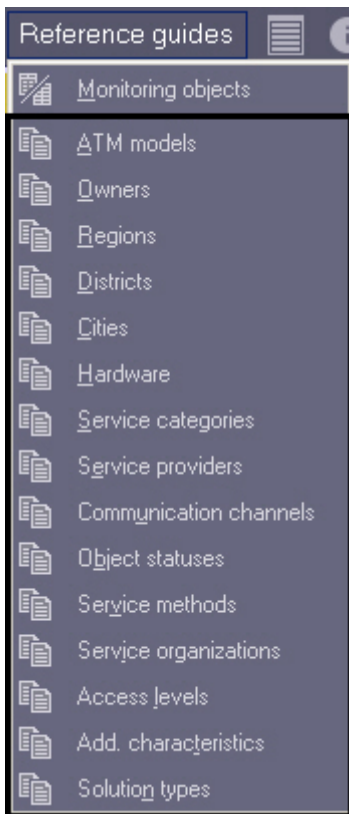 Reference guides
Monitoring objects
ATM models
Owners
Regions
Districts
Cities
Hardware
Service categories
Service providers
Communication channels
Object statuses
Service methods
Service organizations
Access levels
Add. characteristics
Solution types